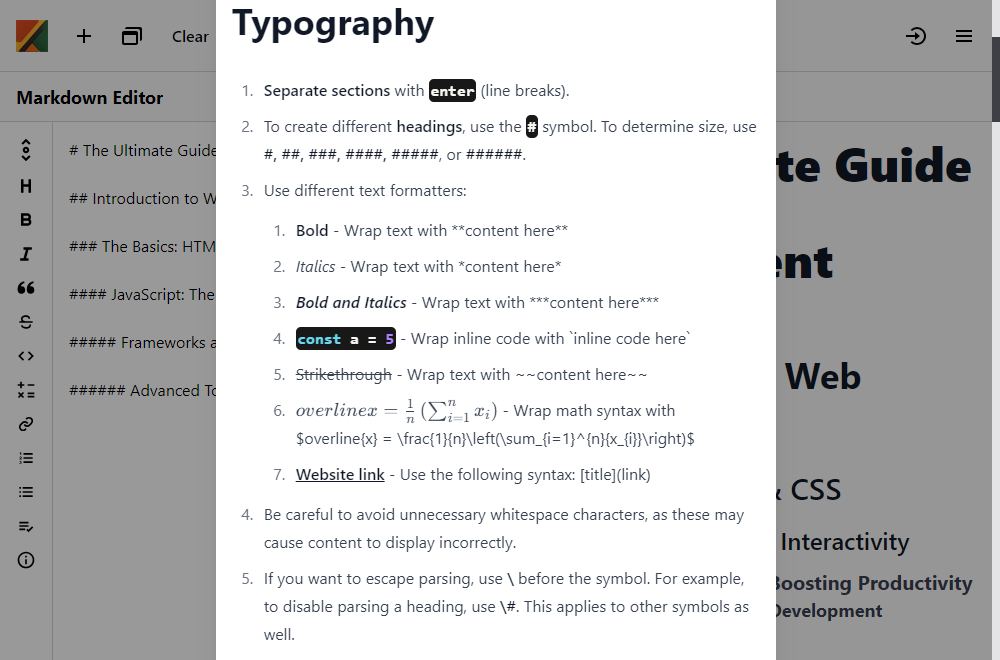 Typography
Clear
Markdown Editor
1. Separate sections with enter (line breaks).
2. To create different headings, use the # symbol. To determine size, use
#, ##, ###, ####, #####, or ######.
3. Use different text formatters:
1. Bold - Wrap text with **content here**
2. Italics - Wrap text with *content here*
3. Bold and Italics - Wrap text with ***content here***
4. const a = 5 - Wrap inline code with `inline code here`
5. Strikethrough - Wrap text with ~~content here~~
6. overlinex = 1/n (∑_{i=1}^{n} x_i) - Wrap math syntax with
$overline{x} = \frac{1}{n}\left(\sum_{i=1}^{n}{x_{i}}\right)$
7. Website link - Use the following syntax: [title](link)
4. Be careful to avoid unnecessary whitespace characters, as these may
cause content to display incorrectly.
5. If you want to escape parsing, use \ before the symbol. For example,
to disable parsing a heading, use \#. This applies to other symbols as
well.
H
B
I
S
# The Ultimate Guide
## Introduction to W
### The Basics: HTM
#### JavaScript: The
##### Frameworks a
###### Advanced To
te Guide
ent
Web
& CSS
Interactivity
Boosting Productivity
Development